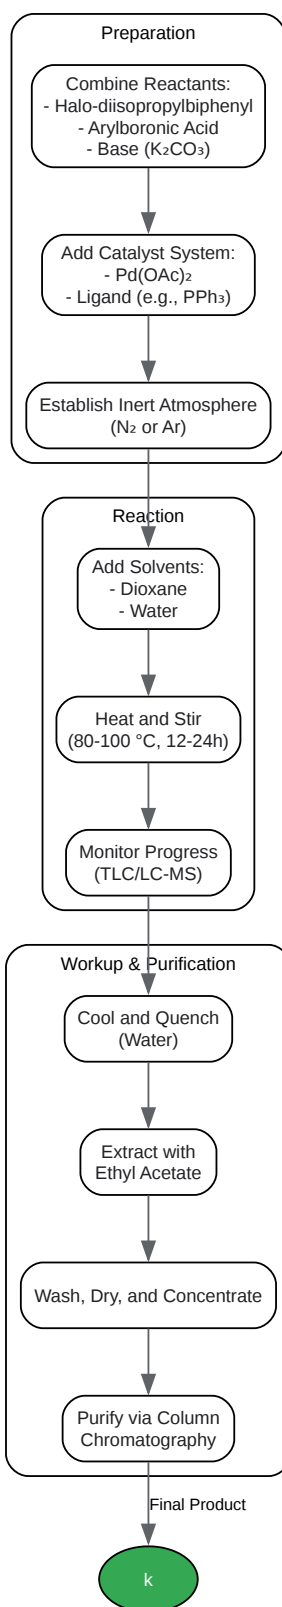 Preparation
Combine Reactants:
- Halo-diisopropylbiphenyl
- Arylboronic Acid
- Base (K₂CO₃)
Add Catalyst System:
- Pd(OAc)₂
- Ligand (e.g., PPh₃)
Establish Inert Atmosphere
(N₂ or Ar)
Reaction
Add Solvents:
- Dioxane
- Water
Heat and Stir
(80-100 °C, 12-24h)
Monitor Progress
(TLC/LC-MS)
Workup & Purification
Cool and Quench
(Water)
Extract with
Ethyl Acetate
Wash, Dry, and Concentrate
Purify via Column
Chromatography
Final Product
k